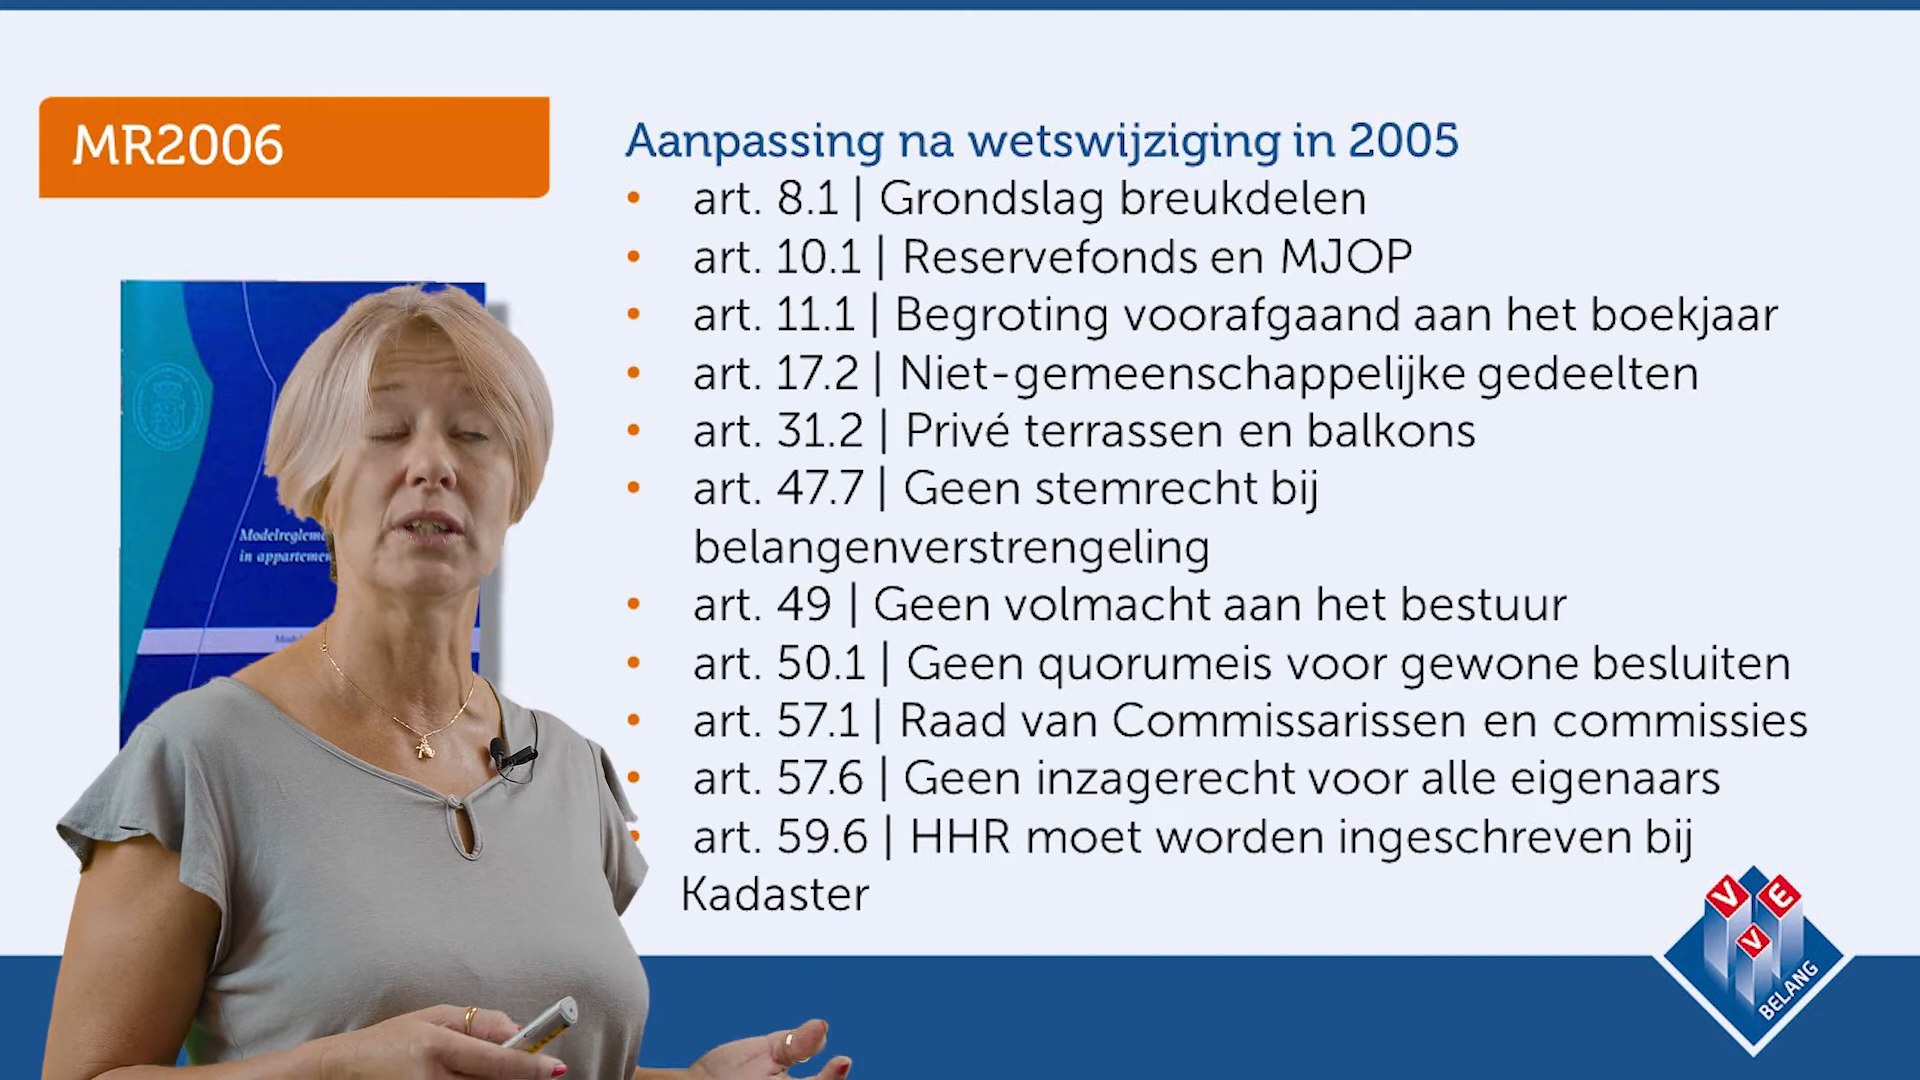 MR2006
Aanpassing na wetswijziging in 2005
• art. 8.1 | Grondslag breukdelen
• art. 10.1 | Reservefonds en MJOP
• art. 11.1 | Begroting voorafgaand aan het boekjaar
• art. 17.2 | Niet-gemeenschappelijke gedeelten
• art. 31.2 | Privé terrassen en balkons
• art. 47.7 | Geen stemrecht bij
belangenverstrengeling
• art. 49 | Geen volmacht aan het bestuur
• art. 50.1 | Geen quorumeis voor gewone besluiten
• art. 57.1 | Raad van Commissarissen en commissies
• art. 57.6 | Geen inzagerecht voor alle eigenaars
• art. 59.6 | HHR moet worden ingeschreven bij
Kadaster
in
VVE
BELANG